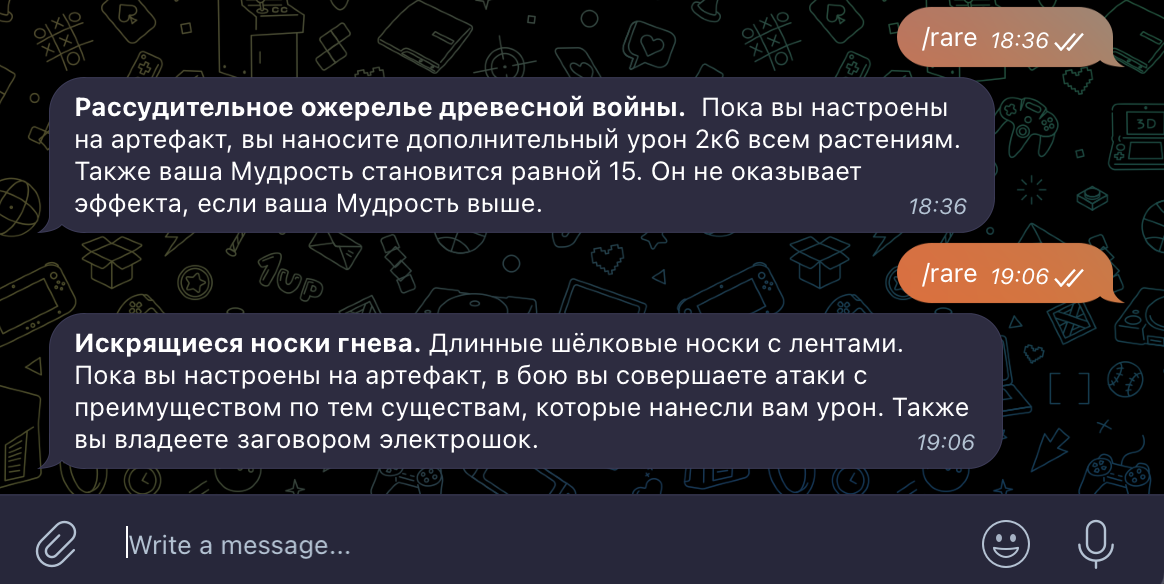 /rare 18:36
Рассудительное ожерелье древесной войны. Пока вы настроены
на артефакт, вы наносите дополнительный урон 2к6 всем растениям.
Также ваша Мудрость становится равной 15. Он не оказывает
эффекта, если ваша Мудрость выше.
18:36
/rare 19:06
Искрящиеся носки гнева. Длинные шёлковые носки с лентами.
Пока вы настроены на артефакт, в бою вы совершаете атаки с
преимуществом по тем существам, которые нанесли вам урон. Также
вы владеете заговором электрошок.
19:06
1UP
3D
Write a message...